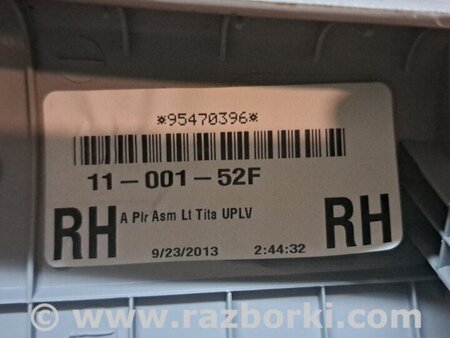 *95470396*
11-001-52F
RH A Plr Asm Lt Tita UPLV RH
9/23/2013 2:44:32
© www.razborki.com